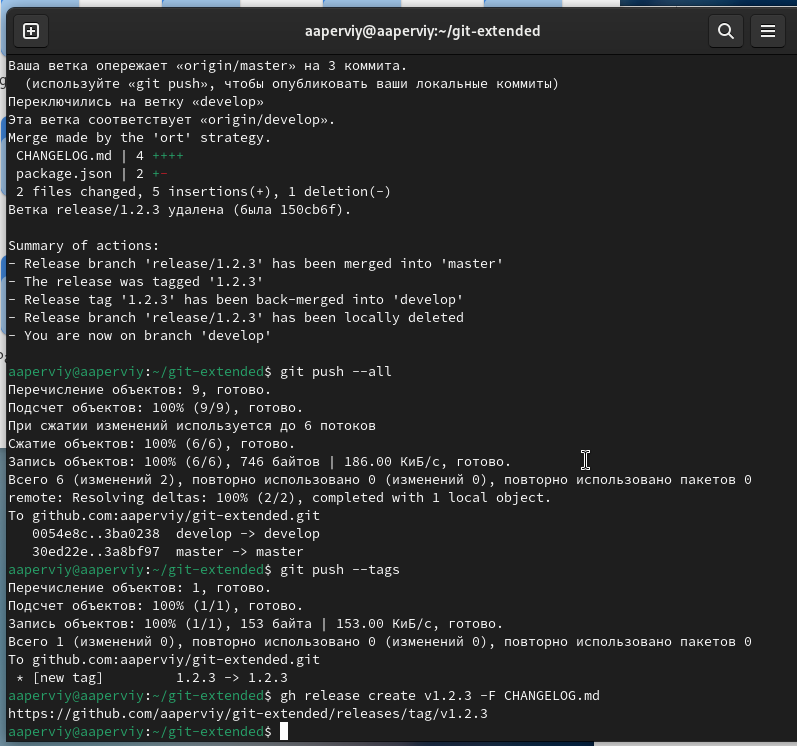 aaperviy@aaperviy:~/git-extended
Ваша ветка опережает «origin/master» на 3 коммита.
  (используйте «git push», чтобы опубликовать ваши локальные коммиты)
Переключились на ветку «develop»
Эта ветка соответствует «origin/develop».
Merge made by the 'ort' strategy.
 CHANGELOG.md | 4 ++++
 package.json | 2 +-
 2 files changed, 5 insertions(+), 1 deletion(-)
Ветка release/1.2.3 удалена (была 150cb6f).

Summary of actions:
- Release branch 'release/1.2.3' has been merged into 'master'
- The release was tagged '1.2.3'
- Release tag '1.2.3' has been back-merged into 'develop'
- Release branch 'release/1.2.3' has been locally deleted
- You are now on branch 'develop'

aaperviy@aaperviy:~/git-extended$ git push --all
Перечисление объектов: 9, готово.
Подсчет объектов: 100% (9/9), готово.
При сжатии изменений используется до 6 потоков
Сжатие объектов: 100% (6/6), готово.
Запись объектов: 100% (6/6), 746 байтов | 186.00 КиБ/с, готово.
Всего 6 (изменений 2), повторно использовано 0 (изменений 0), повторно использовано пакетов 0
remote: Resolving deltas: 100% (2/2), completed with 1 local object.
To github.com:aaperviy/git-extended.git
   0054e8c..3ba0238  develop -> develop
   30ed22e..3a8bf97  master -> master
aaperviy@aaperviy:~/git-extended$ git push --tags
Перечисление объектов: 1, готово.
Подсчет объектов: 100% (1/1), готово.
Запись объектов: 100% (1/1), 153 байта | 153.00 КиБ/с, готово.
Всего 1 (изменений 0), повторно использовано 0 (изменений 0), повторно использовано пакетов 0
To github.com:aaperviy/git-extended.git
 * [new tag]         1.2.3 -> 1.2.3
aaperviy@aaperviy:~/git-extended$ gh release create v1.2.3 -F CHANGELOG.md
https://github.com/aaperviy/git-extended/releases/tag/v1.2.3
aaperviy@aaperviy:~/git-extended$